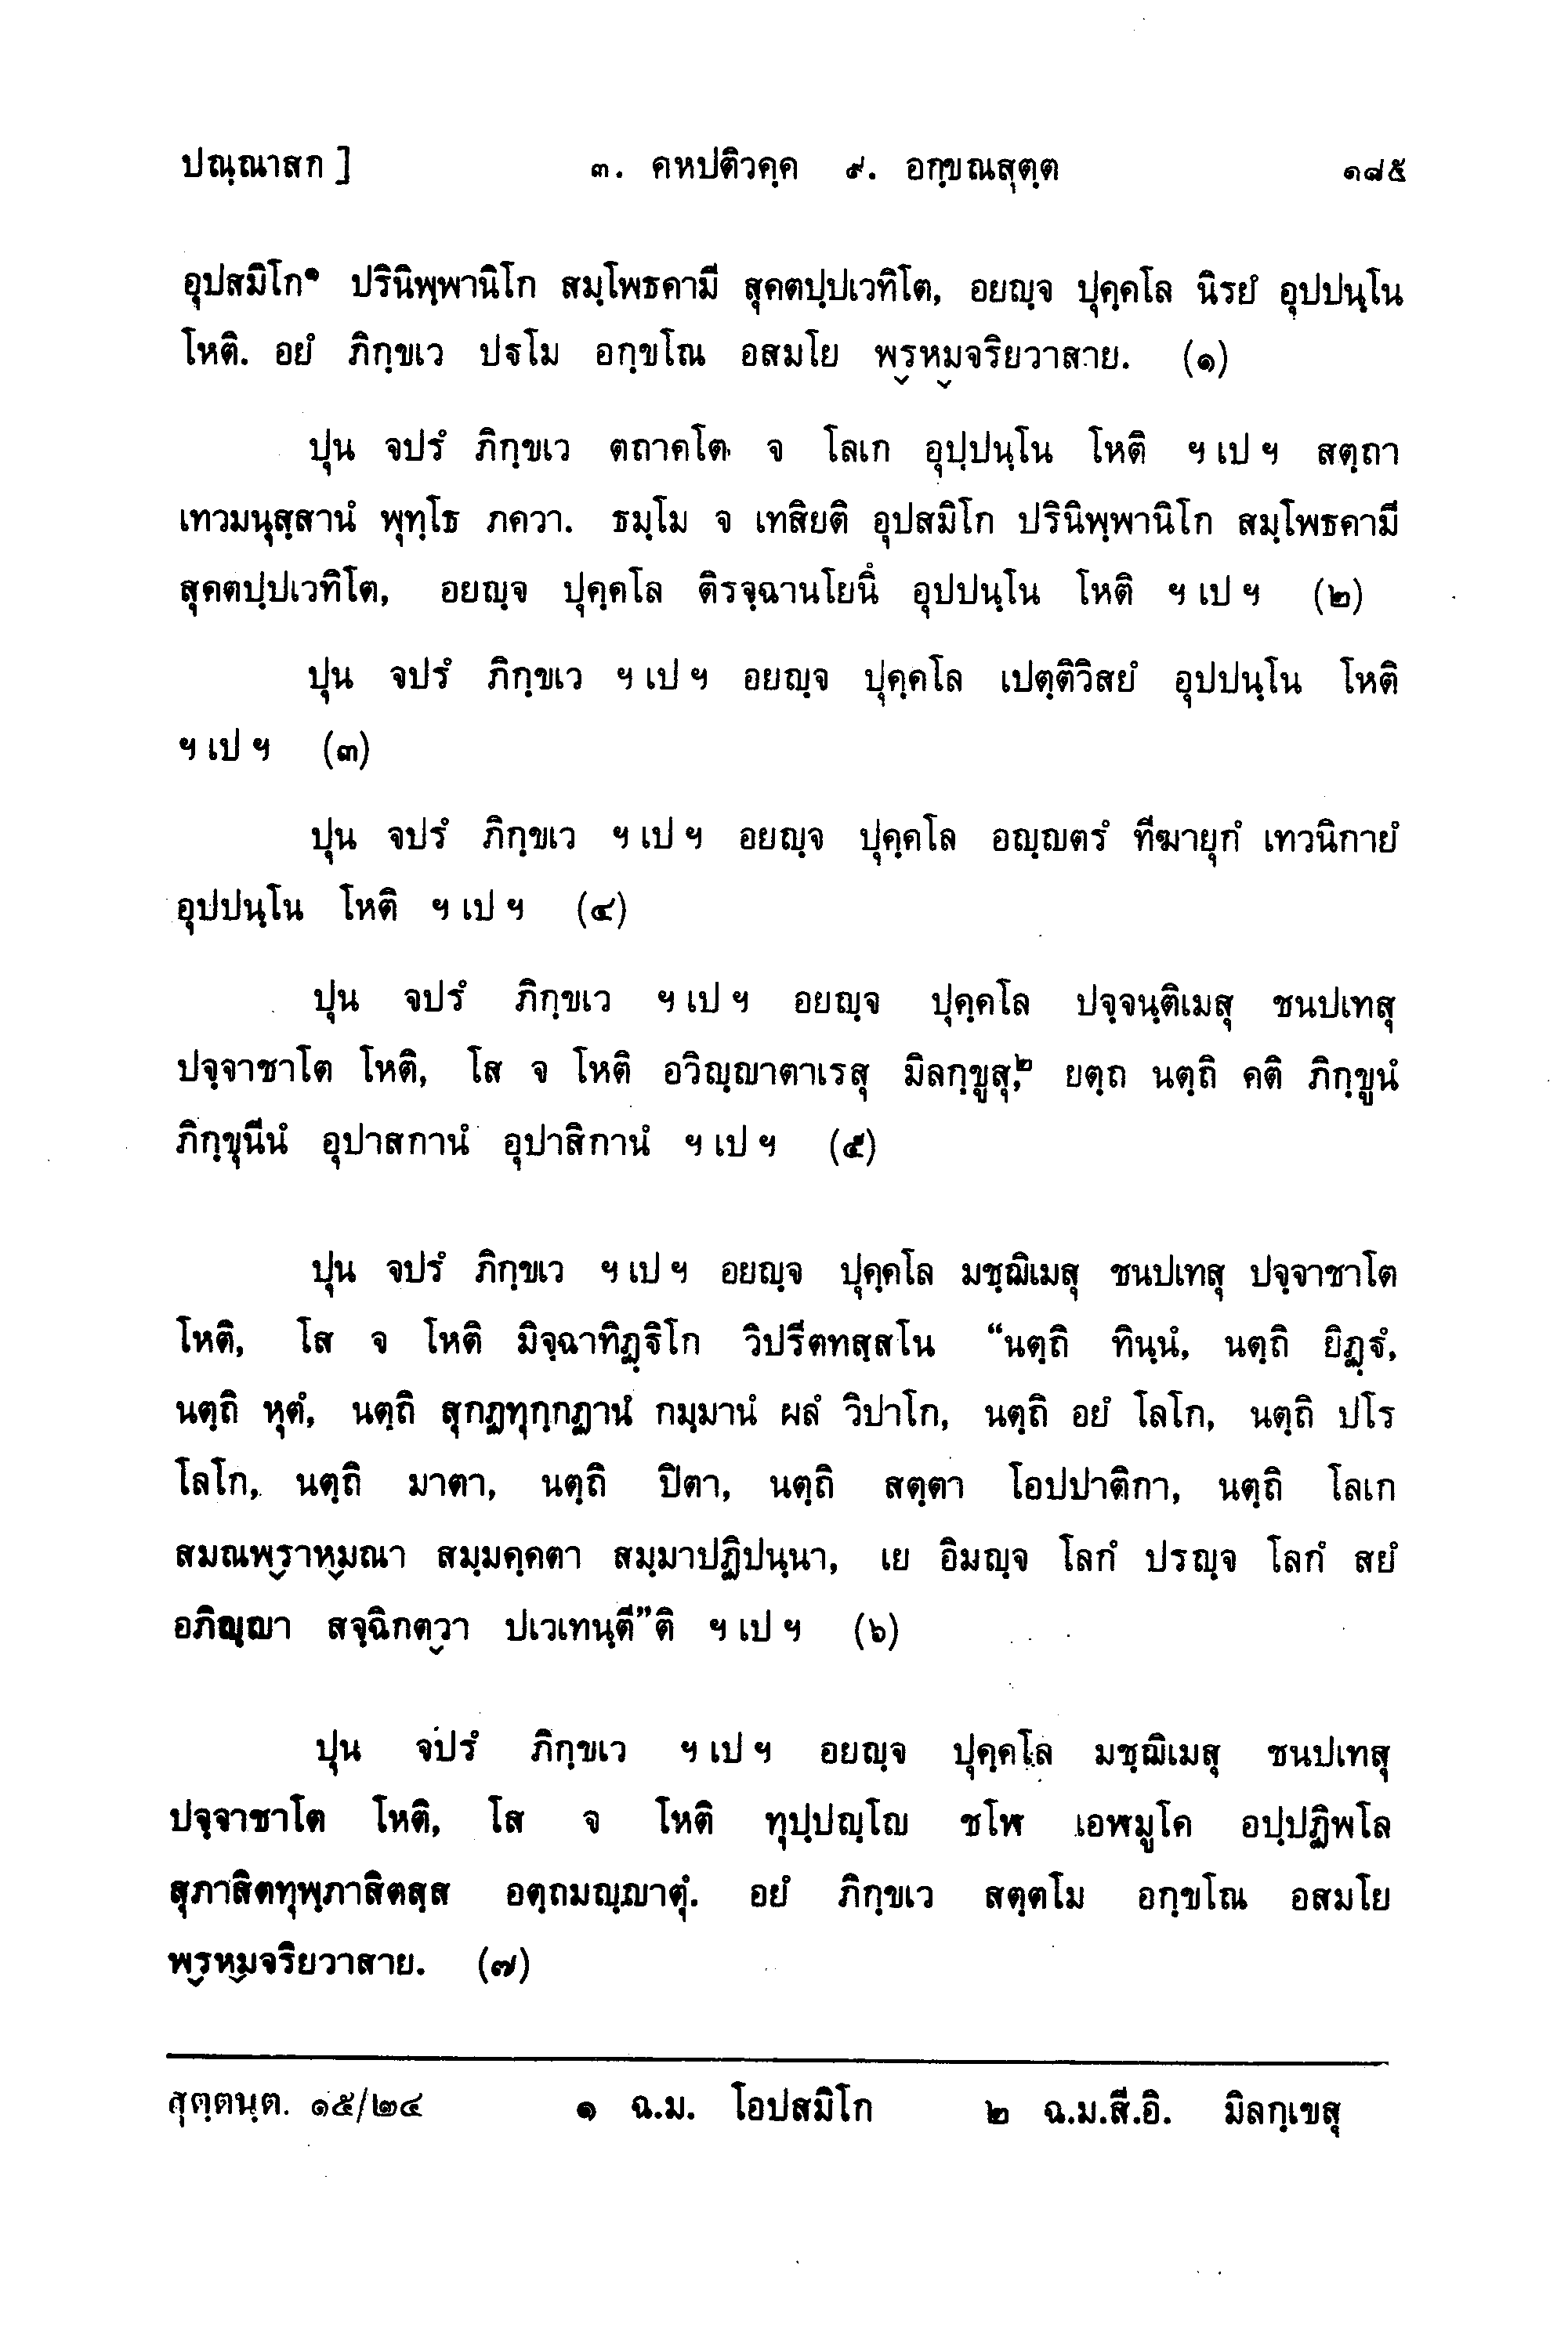 ปณฺณาสก ] ๓. คหปติวคฺค ๙. อกฺขณสุตฺต ๑๘๕
อุปสมิโก๑ ปรินิพฺพานิโก สมฺโพธคามี สุคตปฺปเวทิโต, อยญฺจ ปุคฺคโล นิรยํ อุปปนฺโน
โหติ. อยํ ภิกฺขเว ปฐโม อกฺขโณ อสมโย พฺรหฺมจริยวาสาย. (๑)
ปุน จปรํ ภิกฺขเว ตถาคโต จ โลเก อุปฺปนฺโน โหติ ฯ เป ฯ สตฺถา
เทวมนุสฺสานํ พุทฺโธ ภควา. ธมฺโม จ เทสิยติ อุปสมิโก ปรินิพฺพานิโก สมฺโพธคามี
สุคตปฺปเวทิโต, อยญฺจ ปุคฺคโล ติรจฺฉานโยนึ อุปปนฺโน โหติ ฯ เป ฯ (๒)
ปุน จปรํ ภิกฺขเว ฯ เป ฯ อยญฺจ ปุคฺคโล เปตฺติวิสยํ อุปปนฺโน โหติ
ฯ เป ฯ (๓)
ปุน จปรํ ภิกฺขเว ฯ เป ฯ อยญฺจ ปุคฺคโล อญฺญตรํ ทีฆายุกํ เทวนิกายํ
อุปปนฺโน โหติ ฯ เป ฯ (๔)
ปุน จปรํ ภิกฺขเว ฯ เป ฯ อยญฺจ ปุคฺคโล ปจฺจนฺติเมสุ ชนปเทสุ
ปจฺจาชาโต โหติ, โส จ โหติ อวิญฺญาตาเรสุ มิลกฺขูสุ,๒ ยตฺถ นตฺถิ คติ ภิกฺขูนํ
ภิกฺขุนีนํ อุปาสกานํ อุปาสิกานํ ฯ เป ฯ (๕)
ปุน จปรํ ภิกฺขเว ฯ เป ฯ อยญฺจ ปุคฺคโล มชฺฌิเมสุ ชนปเทสุ ปจฺจาชาโต
โหติ, โส จ โหติ มิจฺฉาทิฏฺฐิโก วิปรีตทสฺสโน “นตฺถิ ทินฺนํ, นตฺถิ ยิฏฺฐํ,
นตฺถิ หุตํ, นตฺถิ สุกฏทุกฺกฏานํ กมฺมานํ ผลํ วิปาโก, นตฺถิ อยํ โลโก, นตฺถิ ปโร
โลโก, นตฺถิ มาตา, นตฺถิ ปิตา, นตฺถิ สตฺตา โอปปาติกา, นตฺถิ โลเก
สมณพฺราหฺมณา สมฺมคฺคตา สมฺมาปฏิปนฺนา, เย อิมญฺจ โลกํ ปรญฺจ โลกํ สยํ
อภิญฺญา สจฺฉิกตฺวา ปเวเทนฺตี”ติ ฯ เป ฯ (๖)
ปุน จปรํ ภิกฺขเว ฯ เป ฯ อยญฺจ ปุคฺคโล มชฺฌิเมสุ ชนปเทสุ
ปจฺจาชาโต โหติ, โส จ โหติ ทุปฺปญฺโญ ชโฬ เอฬมูโค อปฺปฏิพโล
สุภาสิตทุพฺภาสิตสฺส อตฺถมญฺญาตุํ. อยํ ภิกฺขเว สตฺตโม อกฺขโณ อสมโย
พฺรหฺมจริยวาสาย. (๗)
สุตฺตนฺต. ๑๕/๒๔ ๑ ฉ.ม. โอปสมิโก ๒ ฉ.ม.สี.อิ. มิลกฺเขสุ